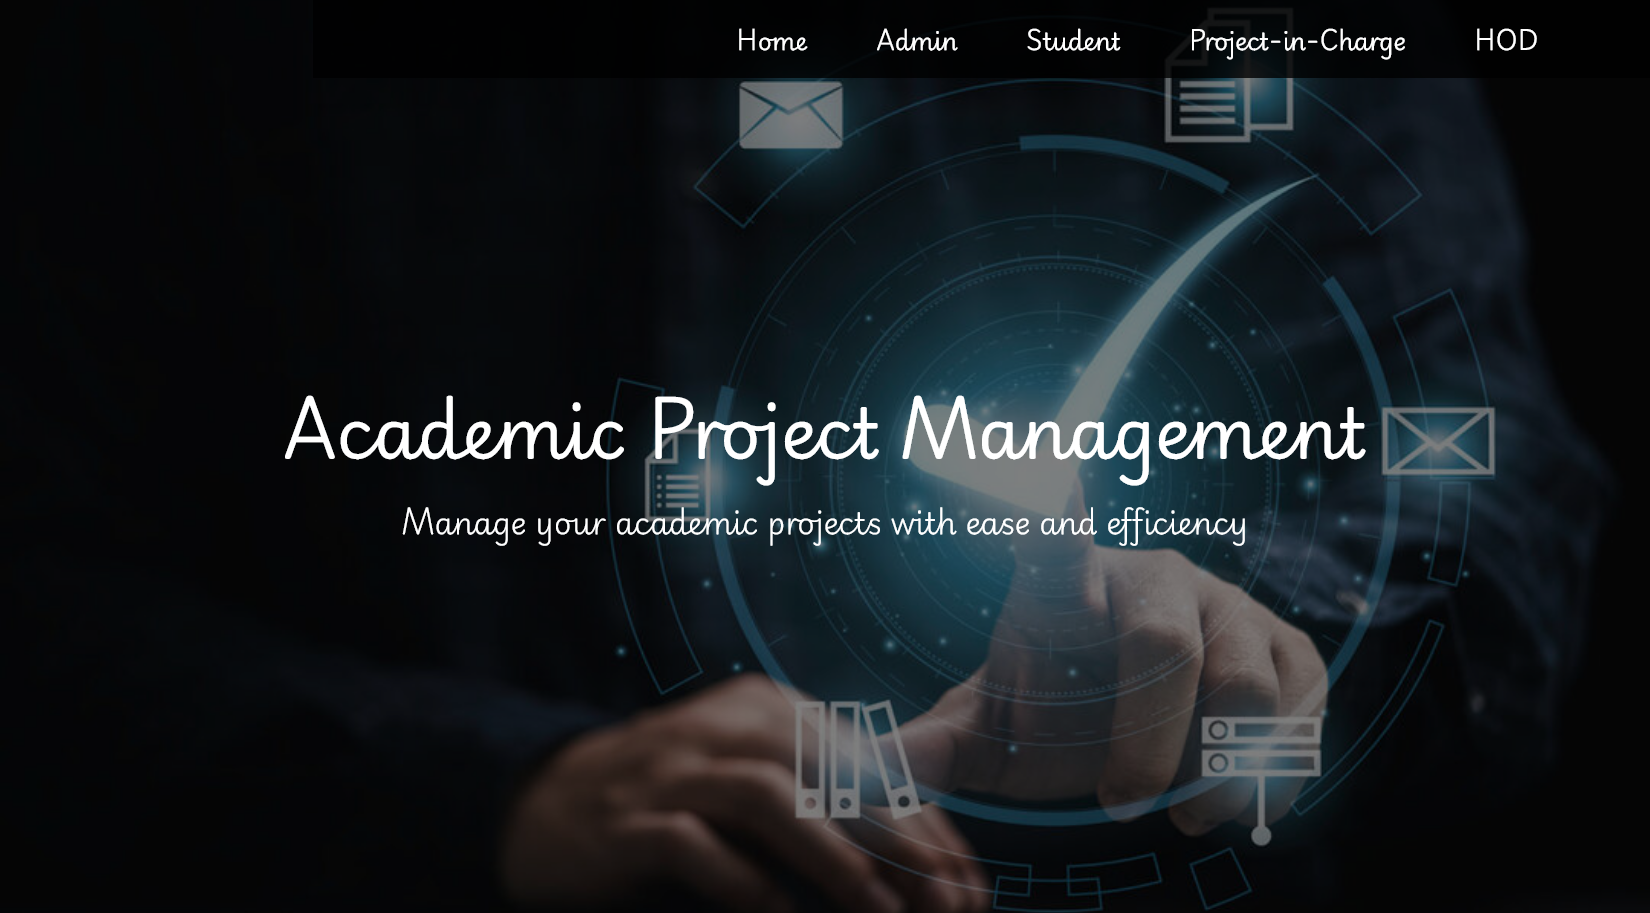 Home Admin Student Project-in-Charge HOD
Academic Project Management
Manage your academic projects with ease and efficiency